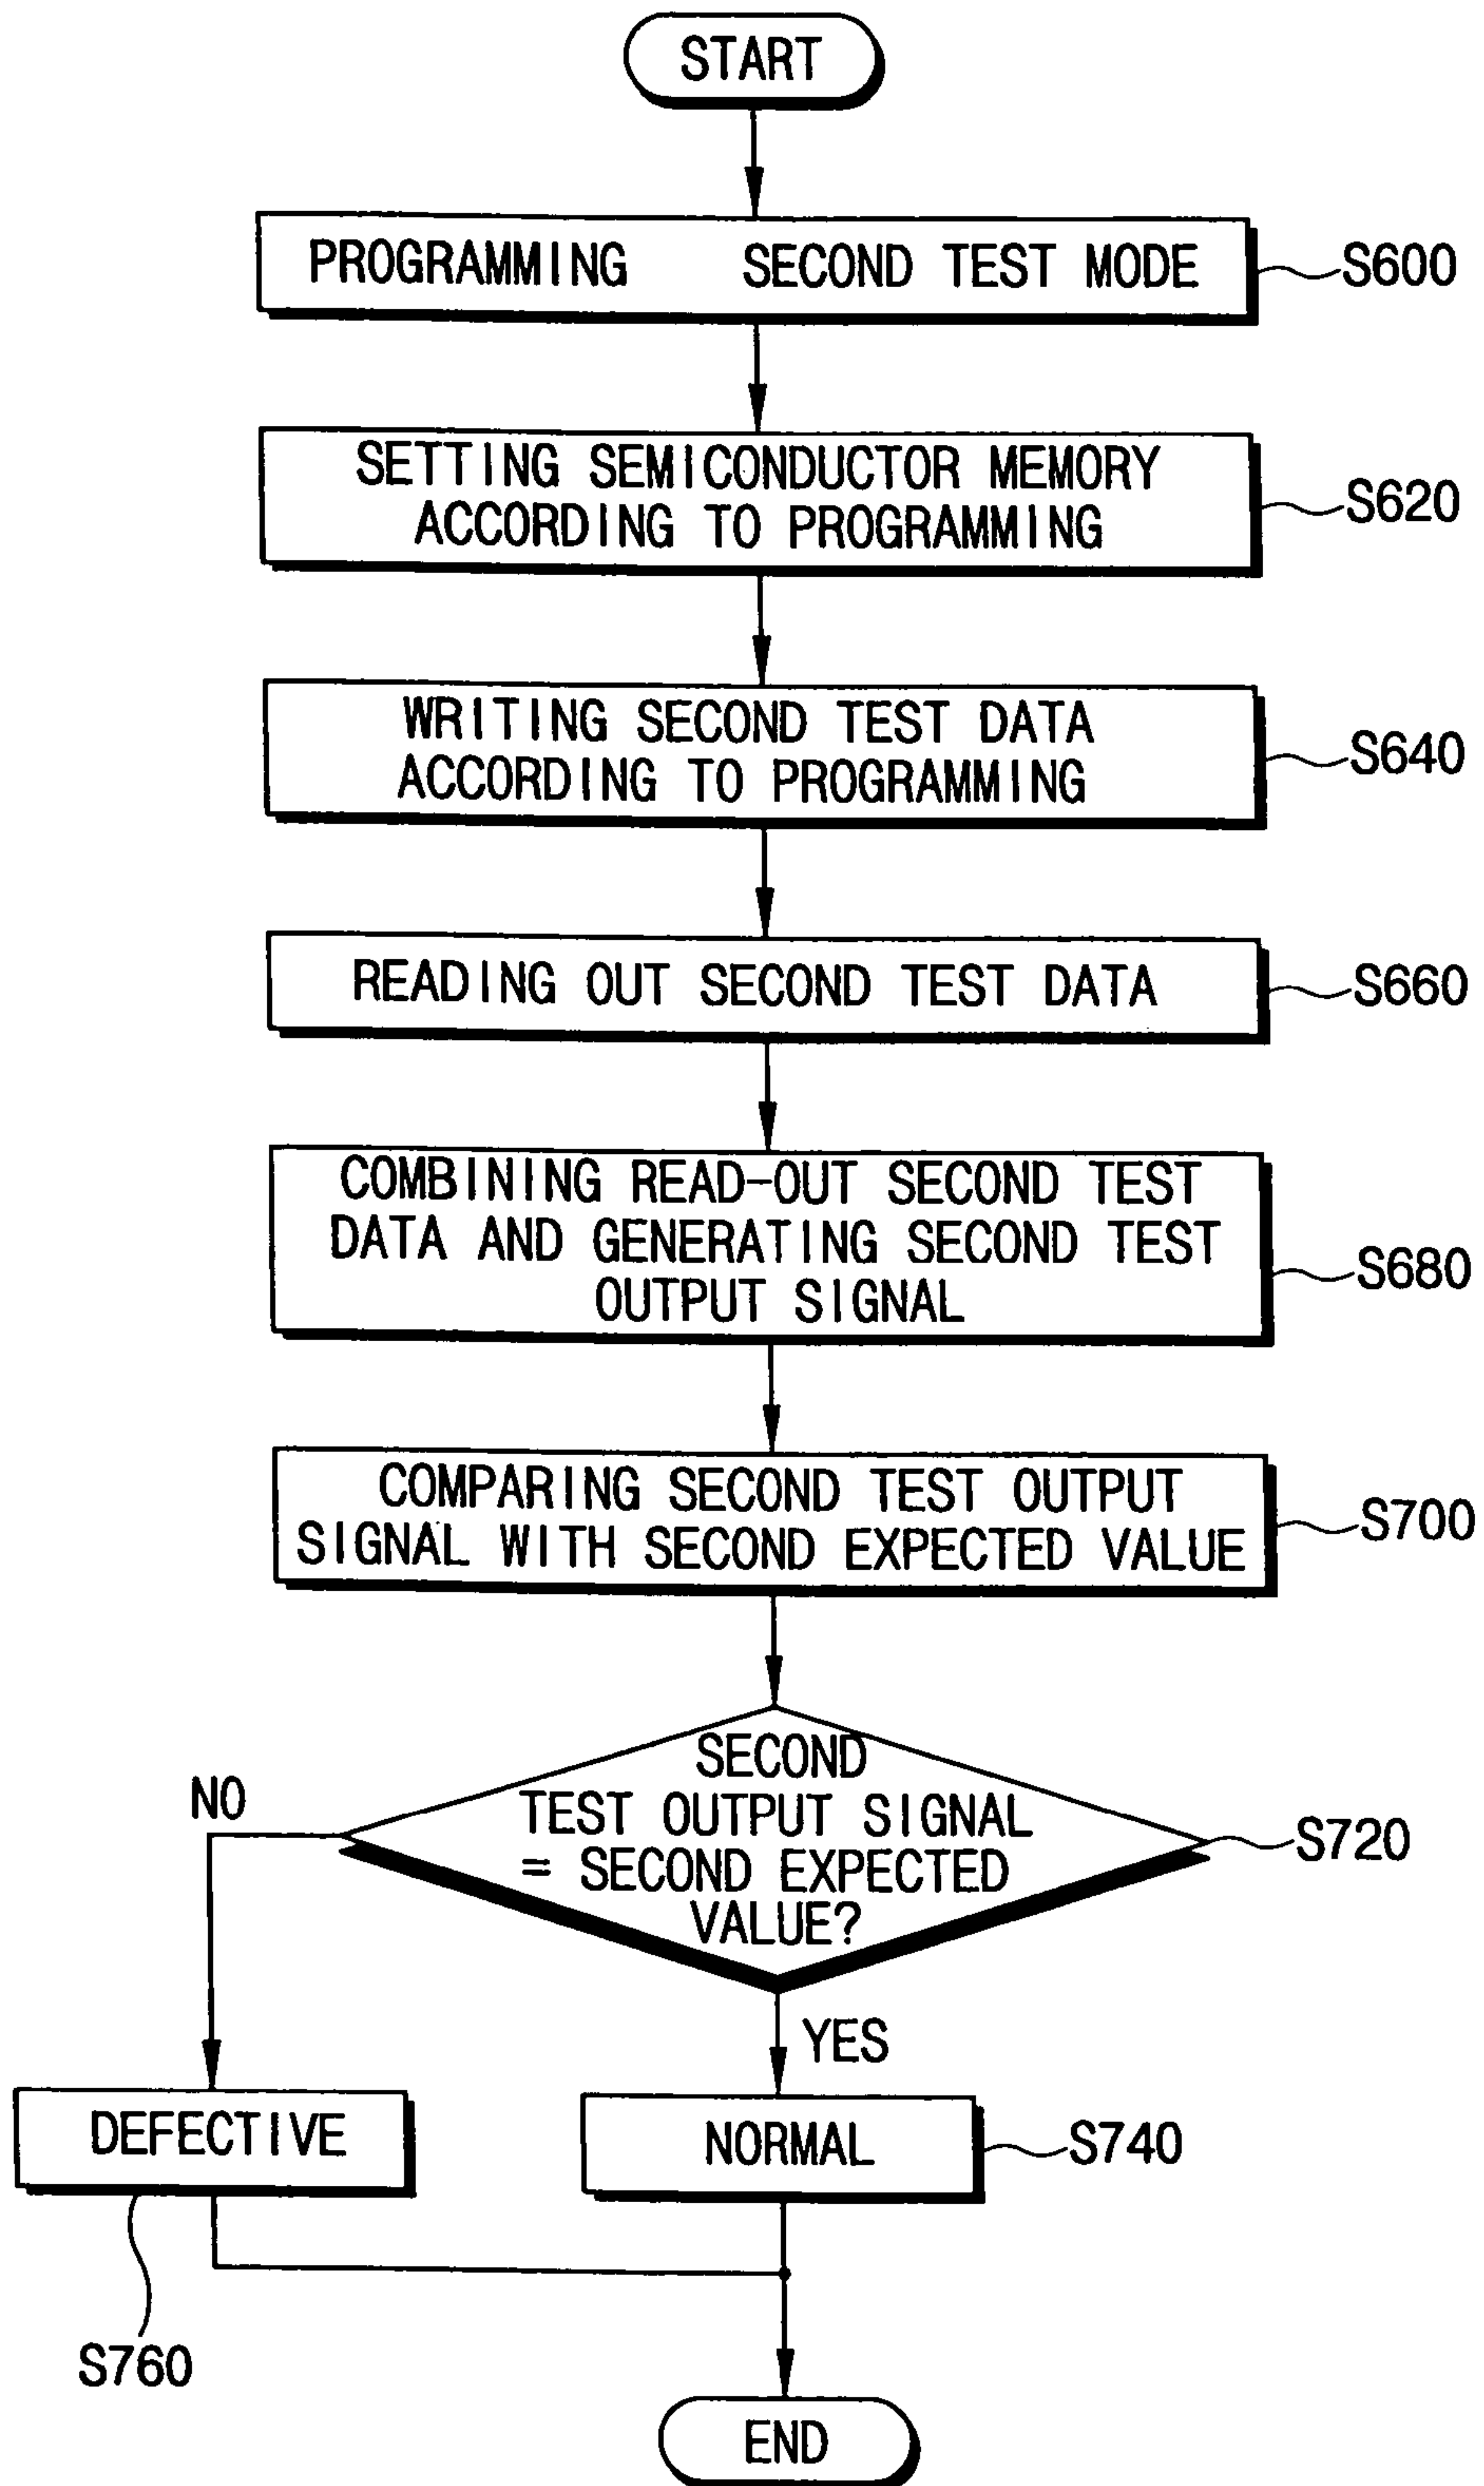 START
PROGRAMMING SECOND TEST MODE
S600
SETTING SEMICONDUCTOR MEMORY
ACCORDING TO PROGRAMMING
S620
WRITING SECOND TEST DATA
ACCORDING TO PROGRAMMING
S640
READING OUT SECOND TEST DATA
S660
COMBINING READ-OUT SECOND TEST
DATA AND GENERATING SECOND TEST
OUTPUT SIGNAL
S680
COMPARING SECOND TEST OUTPUT
SIGNAL WITH SECOND EXPECTED VALUE
S700
SECOND
TEST OUTPUT SIGNAL
= SECOND EXPECTED
VALUE?
S720
NO
YES
DEFECTIVE
NORMAL
S740
S760
END